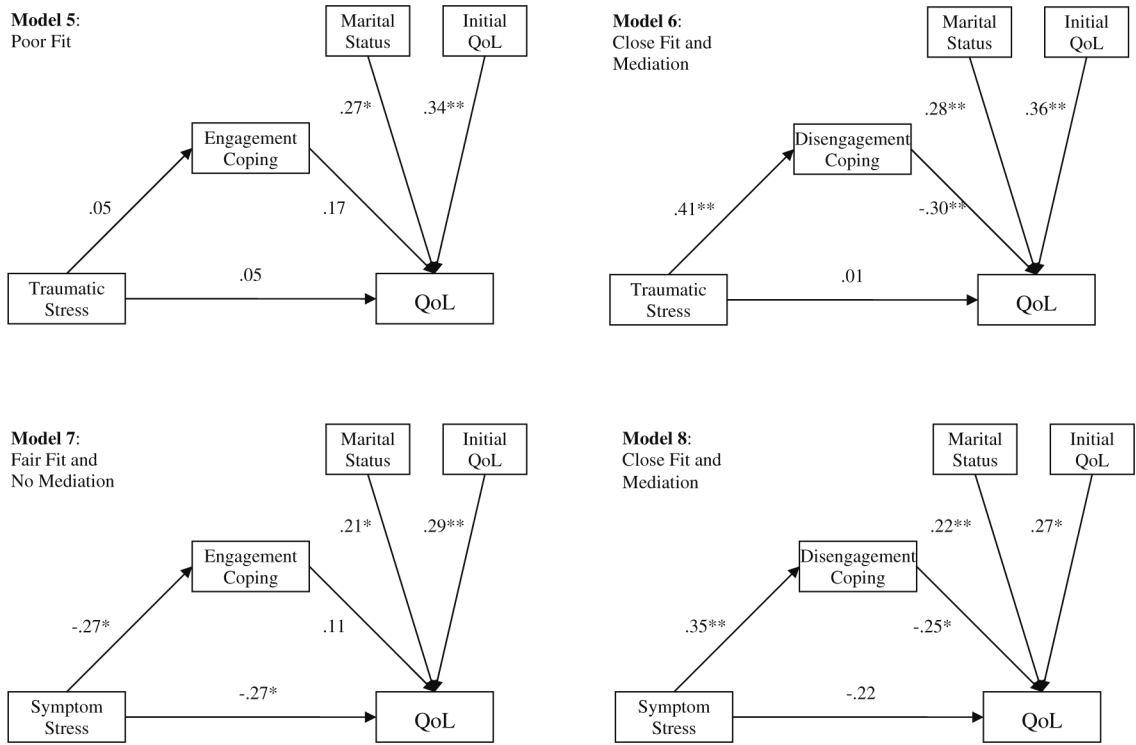 Model 5:
Poor Fit
Marital
Status
Initial
QoL
.27*
.34**
Engagement
Coping
.05
.17
.05
Traumatic
Stress
QoL
Model 6:
Close Fit and
Mediation
Marital
Status
Initial
QoL
.28**
.36**
Disengagement
Coping
.41**
-.30**
.01
Traumatic
Stress
QoL
Model 7:
Fair Fit and
No Mediation
Marital
Status
Initial
QoL
.21*
.29**
Engagement
Coping
-.27*
.11
-.27*
Symptom
Stress
QoL
Model 8:
Close Fit and
Mediation
Marital
Status
Initial
QoL
.22**
.27*
Disengagement
Coping
.35**
-.25*
-.22
Symptom
Stress
QoL